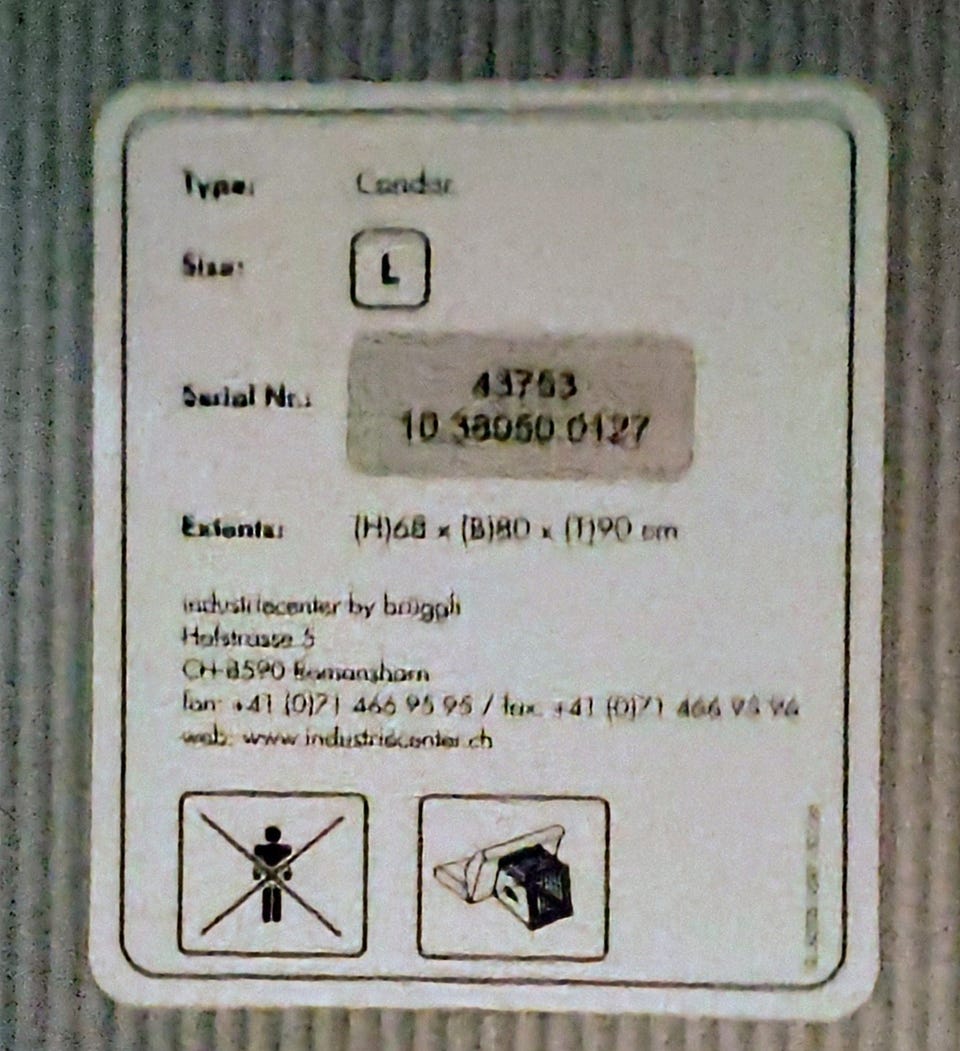 Type: Condor
Size: L
Serial Nr.: 43753
10 38050 0127
Extents: (H)68 x (B)80 x (T)90 cm
industriecenter by brüggli
Hofstrasse 5
CH-8590 Romanshorn
fon: +41 (0)71 466 95 95 / fax: +41 (0)71 466 95 96
web: www.industriecenter.ch